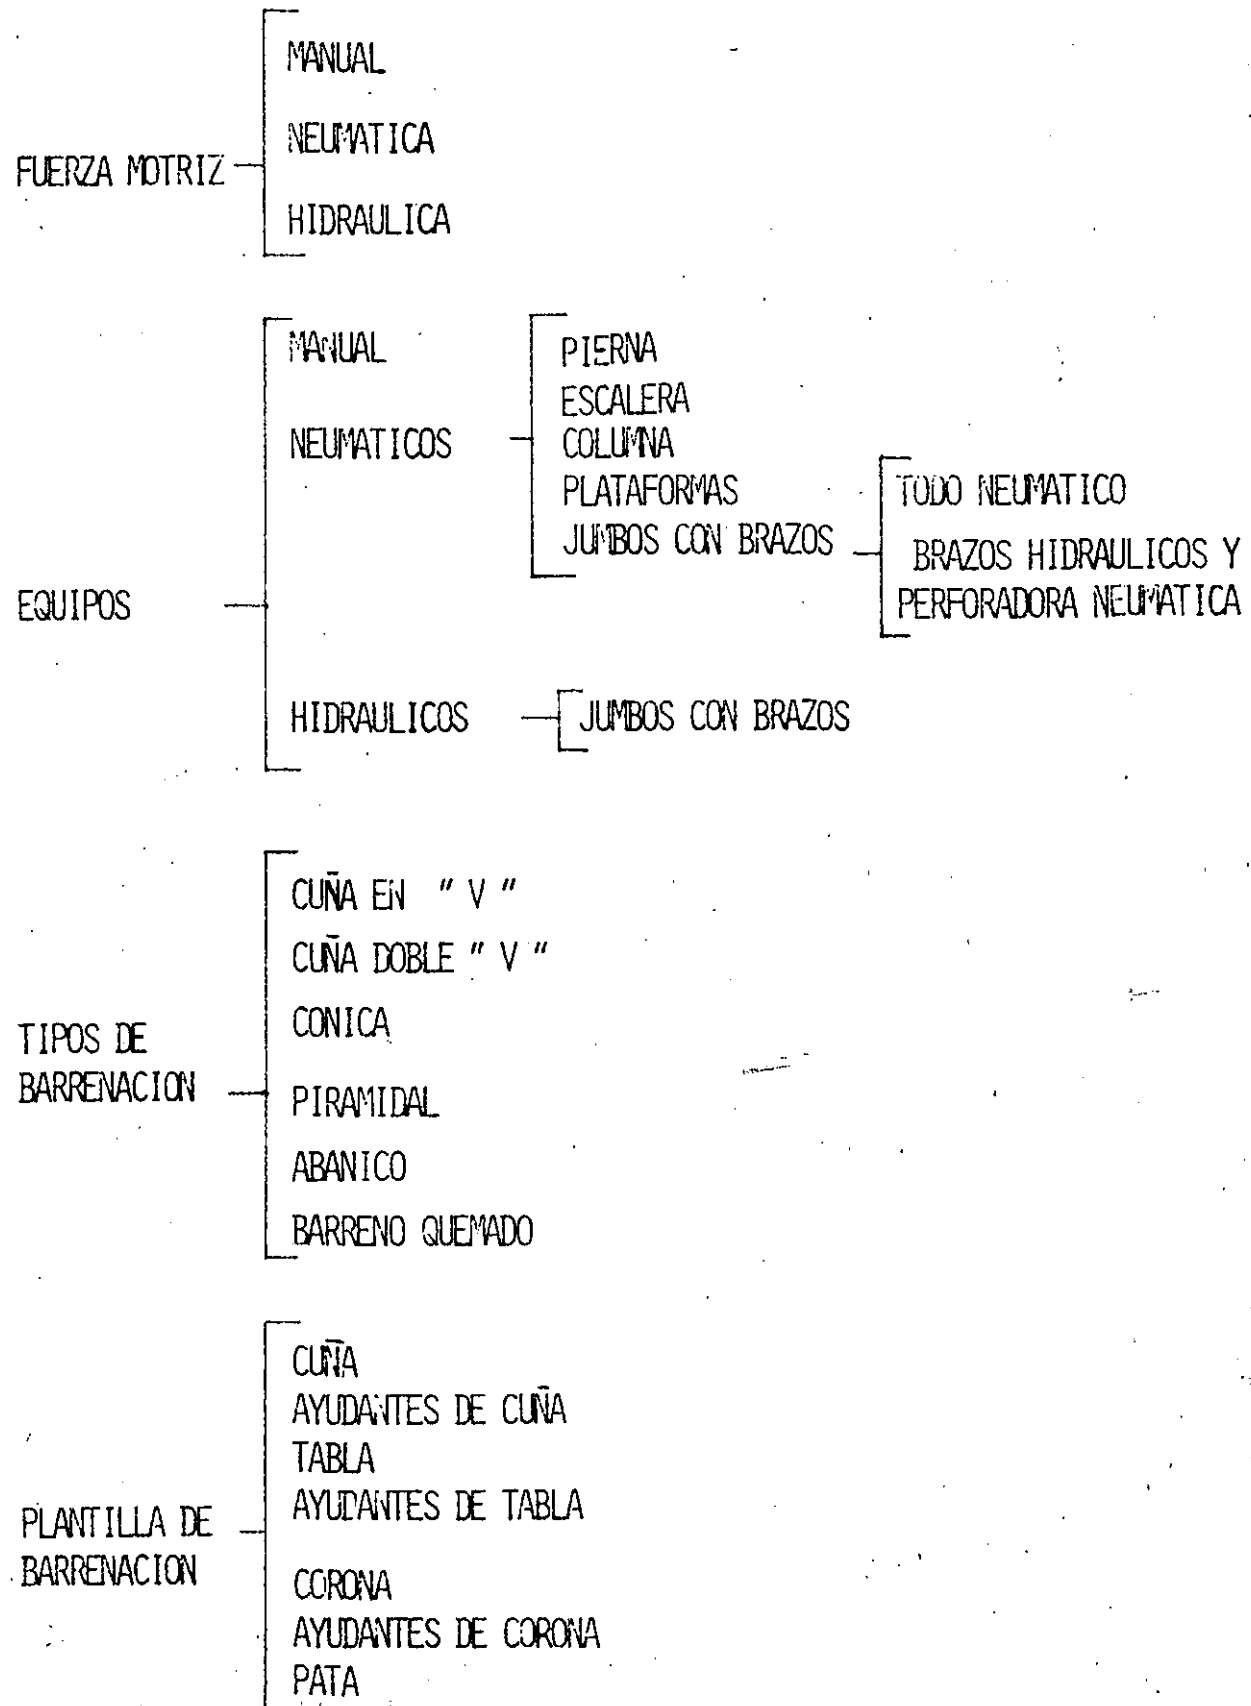 FUERZA MOTRIZ
MANUAL
NEUMATICA
HIDRAULICA
EQUIPOS
MANUAL
NEUMATICOS
PIERNA
ESCALERA
COLUMNA
PLATAFORMAS
JUMBOS CON BRAZOS
TODO NEUMATICO
BRAZOS HIDRAULICOS Y
PERFORADORA NEUMATICA
HIDRAULICOS
JUMBOS CON BRAZOS
TIPOS DE
BARRENACION
CUÑA EN " V "
CUÑA DOBLE " V "
CONICA
PIRAMIDAL
ABANICO
BARRENO QUEMADO
PLANTILLA DE
BARRENACION
CUÑA
AYUDANTES DE CUÑA
TABLA
AYUDANTES DE TABLA
CORONA
AYUDANTES DE CORONA
PATA